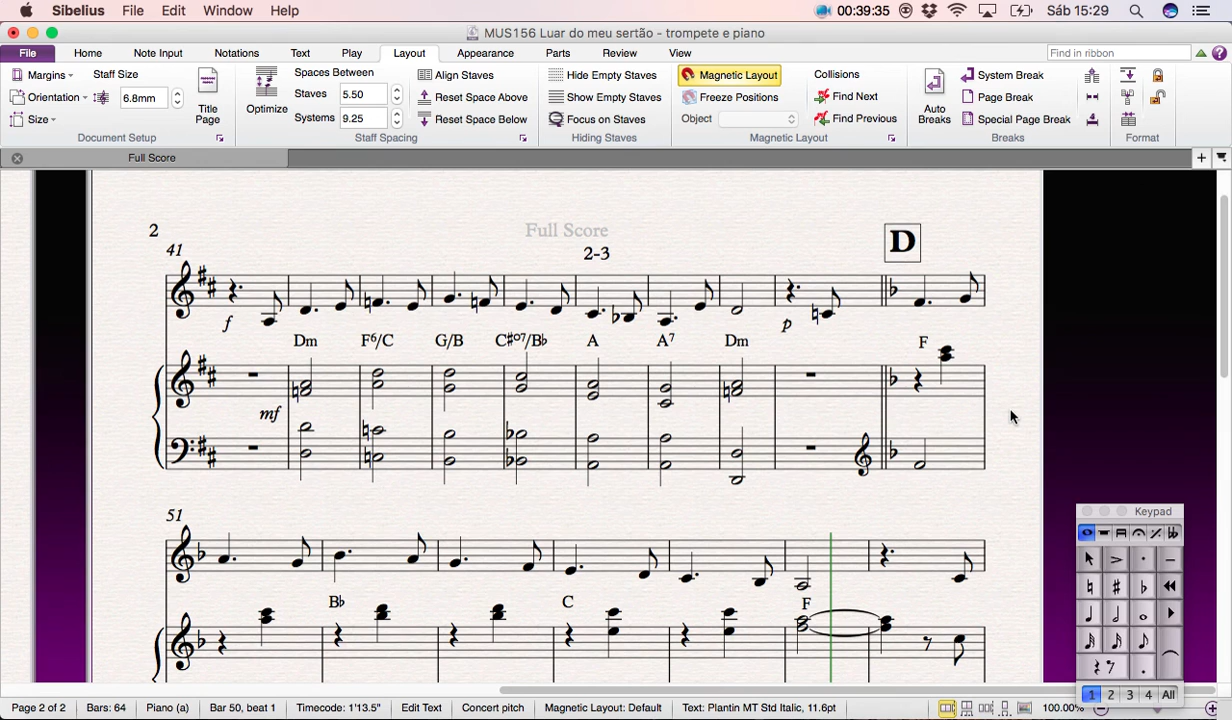 Sibelius File Edit Window Help 00:39:35 Sáb 15:29
MUS156 Luar do meu sertão - trompete e piano
File Home Note Input Notations Text Play Layout Appearance Parts Review View Find in ribbon
Margins Staff Size Spaces Between Align Staves Hide Empty Staves Magnetic Layout Collisions System Break
Orientation 6.8mm Title Page Optimize Staves 5.50 Reset Space Above Show Empty Staves Freeze Positions Find Next Auto Breaks Page Break
Size Systems 9.25 Reset Space Below Focus on Staves Object Find Previous Special Page Break
Document Setup Staff Spacing Hiding Staves Magnetic Layout Breaks Format
Full Score
2 Full Score D
41 2-3
f p
Dm F6/C G/B C#o7/Bb A A7 Dm F
mf
51
Bb C F
Keypad
1 2 3 4 All
Page 2 of 2 Bars: 64 Piano (a) Bar 50, beat 1 Timecode: 1'13.5" Edit Text Concert pitch Magnetic Layout: Default Text: Plantin MT Std Italic, 11.6pt 100.00%